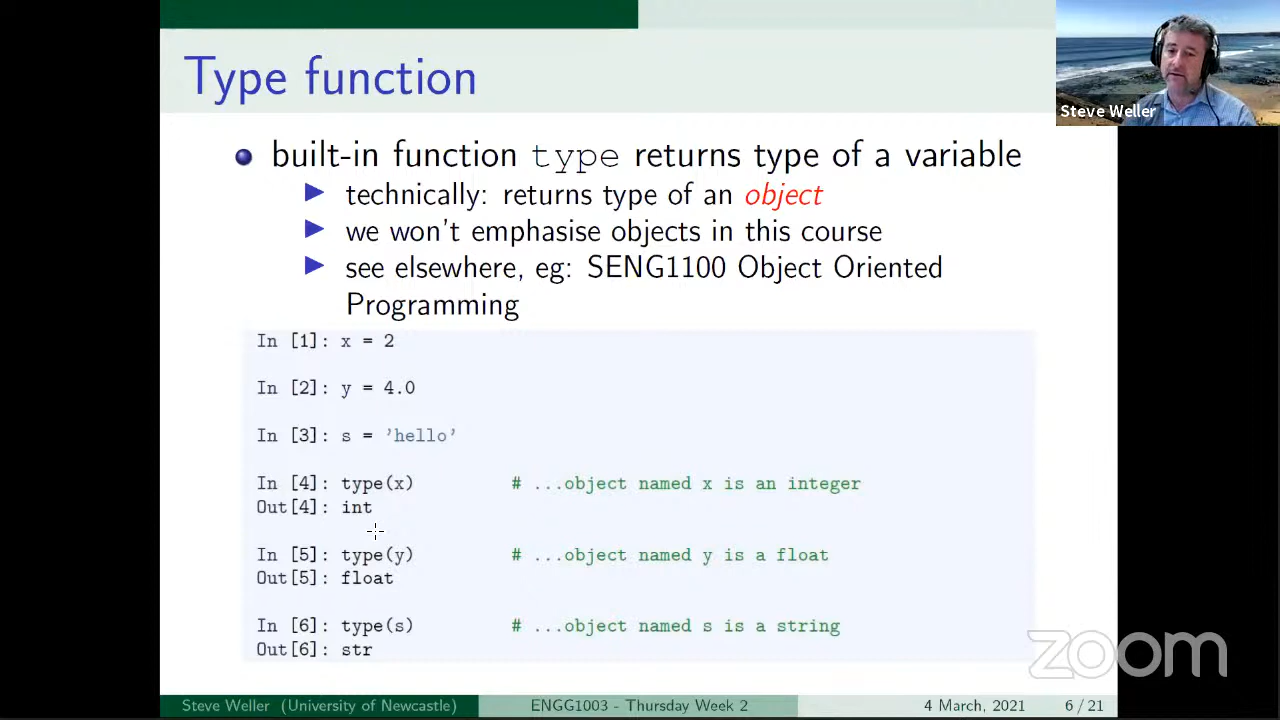 Type function
Steve Weller
built-in function type returns type of a variable
technically: returns type of an object
we won't emphasise objects in this course
see elsewhere, eg: SENG1100 Object Oriented
Programming
In [1]: x = 2
In [2]: y = 4.0
In [3]: s = 'hello'
In [4]: type(x) # ...object named x is an integer
Out[4]: int
In [5]: type(y) # ...object named y is a float
Out[5]: float
In [6]: type(s) # ...object named s is a string
Out[6]: str
zoom
Steve Weller (University of Newcastle) ENGG1003 - Thursday Week 2 4 March, 2021 6 / 21